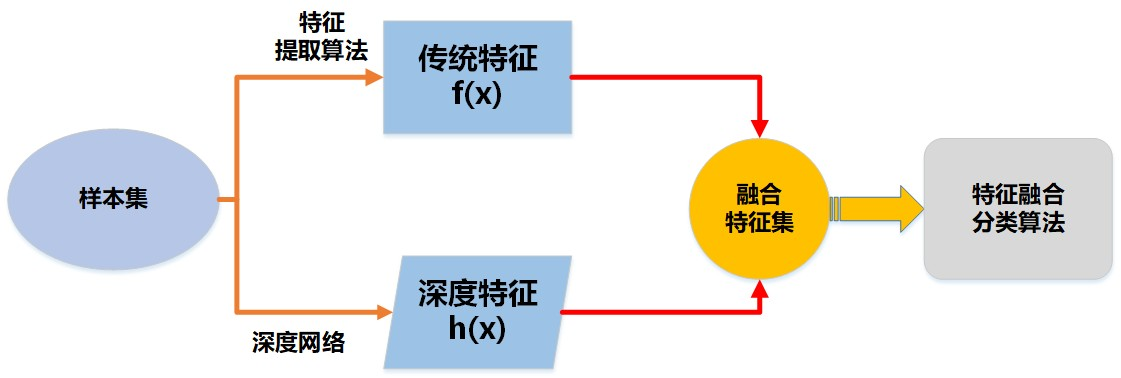 特征
提取算法
传统特征
f(x)
样本集
融合
特征集
特征融合
分类算法
深度特征
h(x)
深度网络